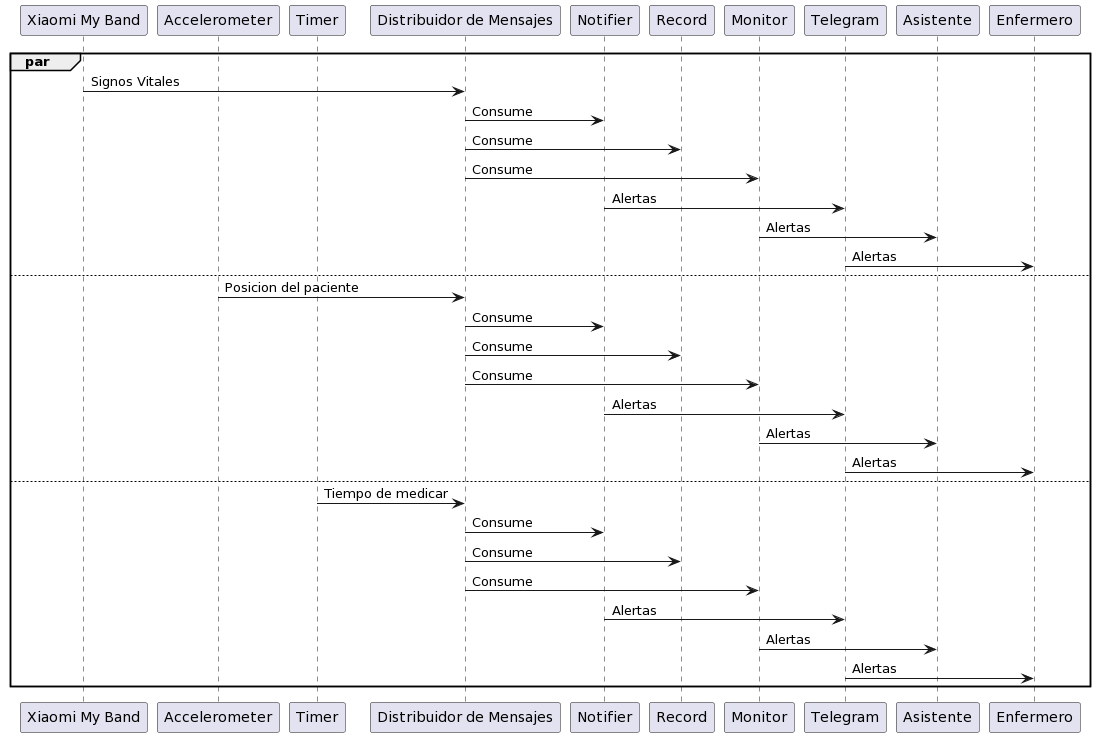 Xiaomi My Band Accelerometer Timer Distribuidor de Mensajes Notifier Record Monitor Telegram Asistente Enfermero
par
Signos Vitales
Consume
Consume
Consume
Alertas
Alertas
Alertas
Posicion del paciente
Consume
Consume
Consume
Alertas
Alertas
Alertas
Tiempo de medicar
Consume
Consume
Consume
Alertas
Alertas
Alertas
Xiaomi My Band Accelerometer Timer Distribuidor de Mensajes Notifier Record Monitor Telegram Asistente Enfermero